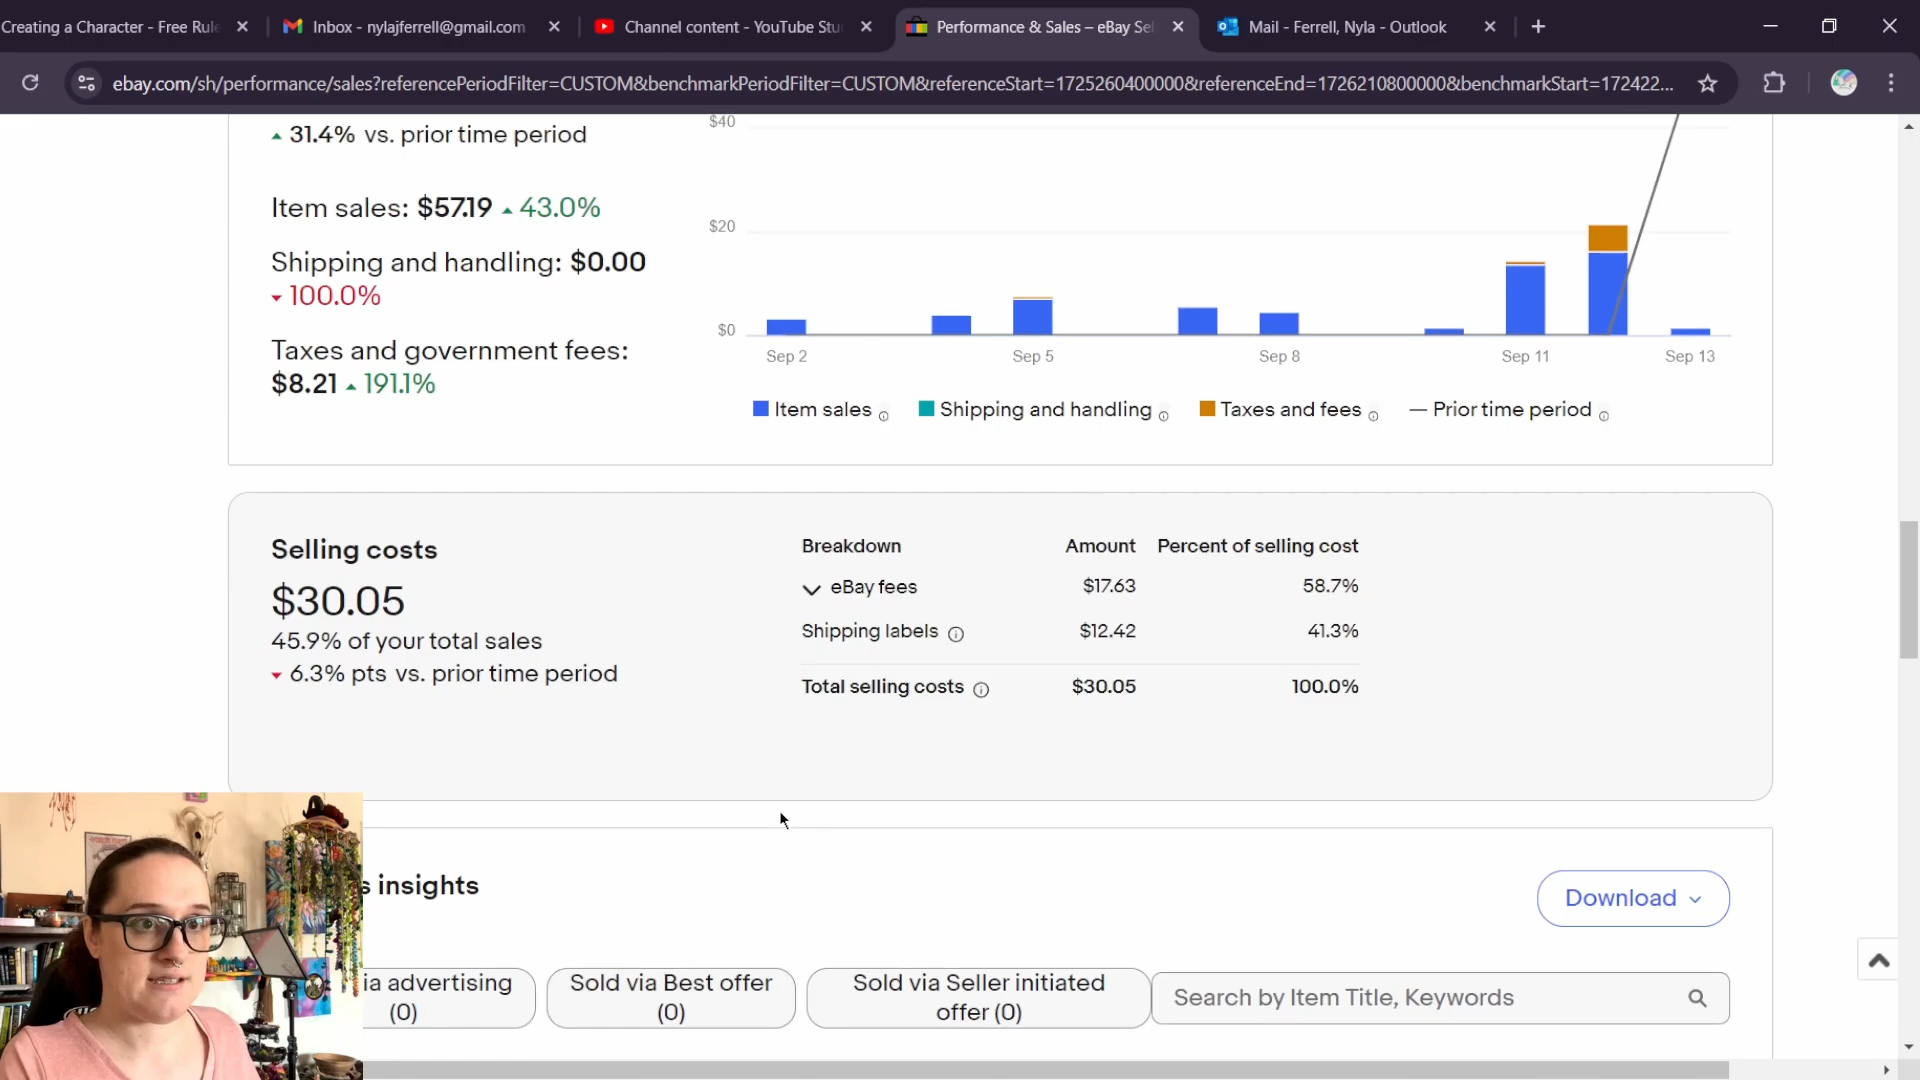 Creating a Character - Free Rul
Inbox - nylajferrell@gmail.com
Channel content - YouTube Stu
Performance & Sales – eBay Sel
Mail - Ferrell, Nyla - Outlook
ebay.com/sh/performance/sales?referencePeriodFilter=CUSTOM&benchmarkPeriodFilter=CUSTOM&referenceStart=1725260400000&referenceEnd=1726210800000&benchmarkStart=172422...
31.4% vs. prior time period
Item sales: $57.19 43.0%
Shipping and handling: $0.00
100.0%
Taxes and government fees:
$8.21 191.1%
$40
$20
$0
Sep 2 Sep 5 Sep 8 Sep 11 Sep 13
Item sales Shipping and handling Taxes and fees Prior time period
Selling costs
$30.05
45.9% of your total sales
6.3% pts vs. prior time period
Breakdown Amount Percent of selling cost
eBay fees $17.63 58.7%
Shipping labels $12.42 41.3%
Total selling costs $30.05 100.0%
s insights
Download
ia advertising
(0)
Sold via Best offer
(0)
Sold via Seller initiated
offer (0)
Search by Item Title, Keywords